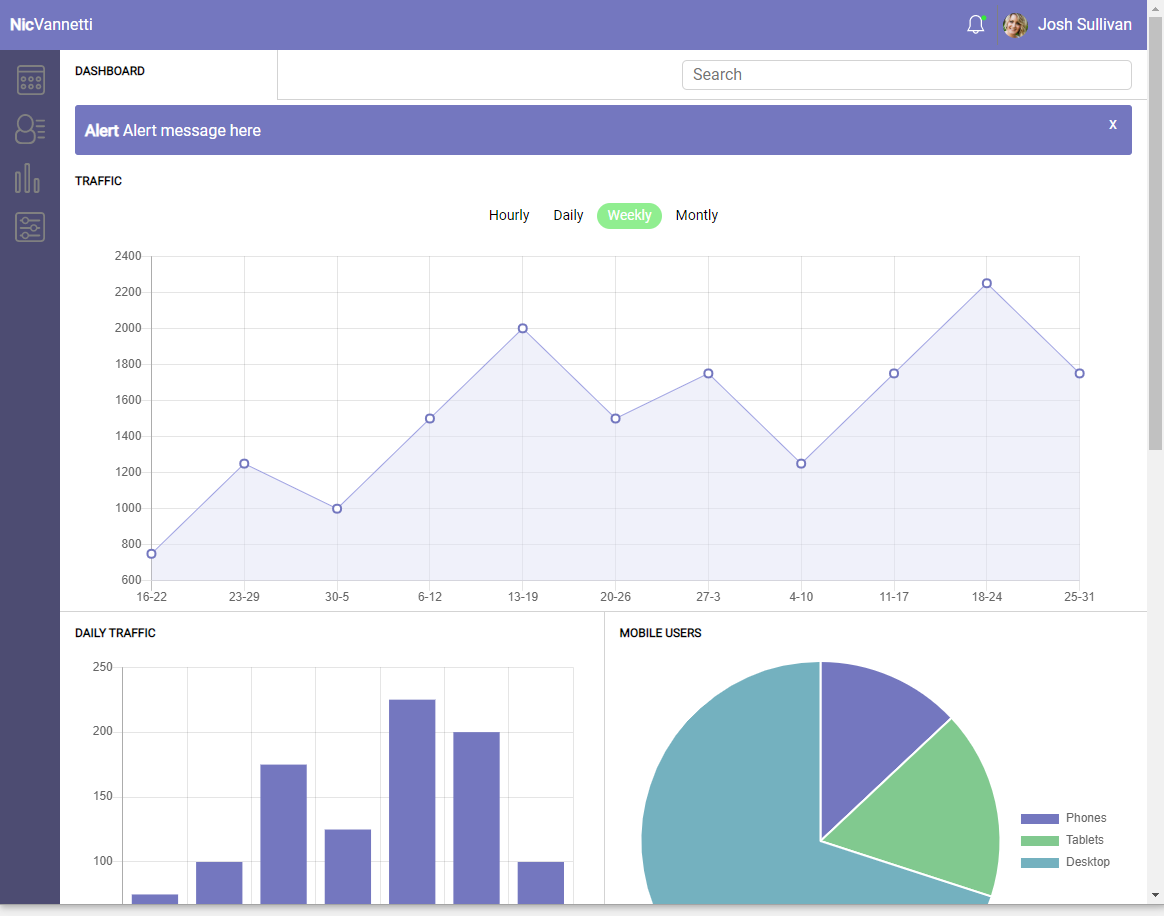 NicVannetti
Josh Sullivan
DASHBOARD
Search
Alert Alert message here
x
TRAFFIC
Hourly Daily Weekly Montly
2400
2200
2000
1800
1600
1400
1200
1000
800
600
16-22 23-29 30-5 6-12 13-19 20-26 27-3 4-10 11-17 18-24 25-31
DAILY TRAFFIC
250
200
150
100
MOBILE USERS
Phones
Tablets
Desktop